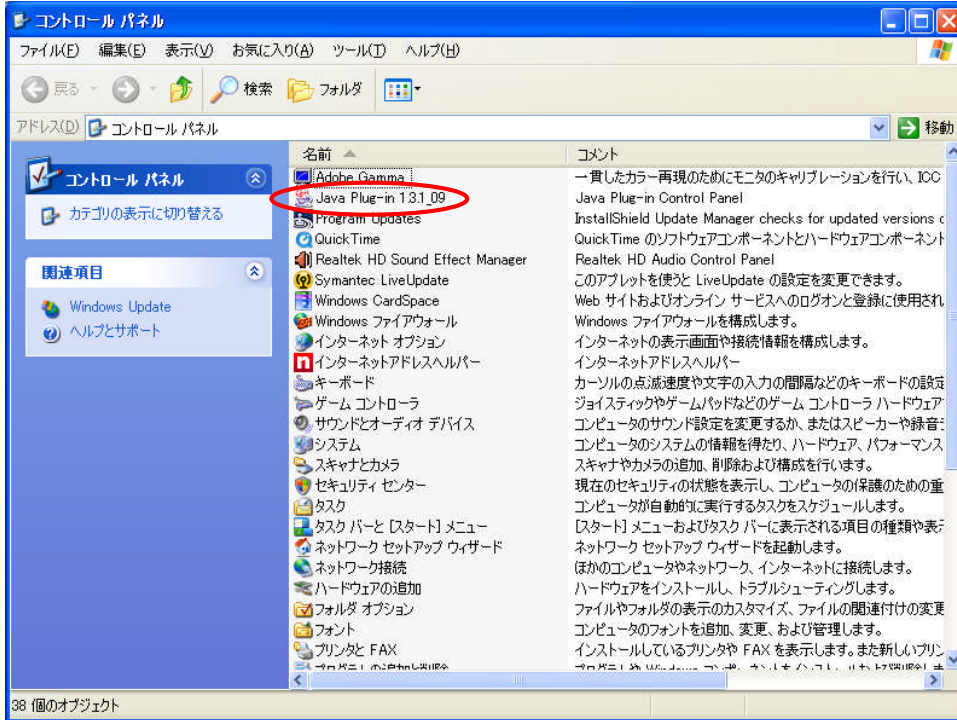 コントロール パネル
ファイル(F) 編集(E) 表示(V) お気に入り(A) ツール(T) ヘルプ(H)
戻る 検索 フォルダ
アドレス(D) コントロール パネル 移動
コントロール パネル
カテゴリの表示に切り替える
関連項目
Windows Update
ヘルプとサポート
名前 コメント
Adobe Gamma 一貫したカラー再現のためにモニタのキャリブレーションを行い、ICC
Java Plug-in 1.3.1_09 Java Plug-in Control Panel
Program Updates InstallShield Update Manager checks for updated versions
QuickTime QuickTime のソフトウェアコンポーネントとハードウェアコンポーネント
Realtek HD Sound Effect Manager Realtek HD Audio Control Panel
Symantec LiveUpdate このアプレットを使うと LiveUpdate の設定を変更できます。
Windows CardSpace Web サイトおよびオンライン サービスへのログオンと登録に使用され
Windows ファイアウォール Windows ファイアウォールを構成します。
インターネット オプション インターネットの表示画面や接続情報を構成します。
インターネットアドレスヘルパー インターネットアドレスヘルパー
キーボード カーソルの点滅速度や文字の入力の間隔などのキーボードの設定
ゲーム コントローラ ジョイスティックやゲームパッドなどのゲーム コントローラ ハードウェア
サウンドとオーディオ デバイス コンピュータのサウンド設定を変更するか、またはスピーカーや録音
システム コンピュータのシステムの情報を得たり、ハードウェア、パフォーマンス
スキャナとカメラ スキャナやカメラの追加、削除および構成を行います。
セキュリティ センター 現在のセキュリティの状態を表示し、コンピュータの保護のための重
タスク コンピュータが自動的に実行するタスクをスケジュールします。
タスク バーと [スタート] メニュー [スタート] メニューおよびタスク バーに表示される項目の種類や表
ネットワーク セットアップ ウィザード ネットワーク セットアップ ウィザードを起動します。
ネットワーク接続 ほかのコンピュータやネットワーク、インターネットに接続します。
ハードウェアの追加 ハードウェアをインストールし、トラブルシューティングします。
フォルダ オプション ファイルやフォルダの表示のカスタマイズ、ファイルの関連付けの変更
フォント コンピュータのフォントを追加、変更、および管理します。
プリンタと FAX インストールしているプリンタや FAX を表示します。また新しいプリン
プログラムの追加と削除
38 個のオブジェクト